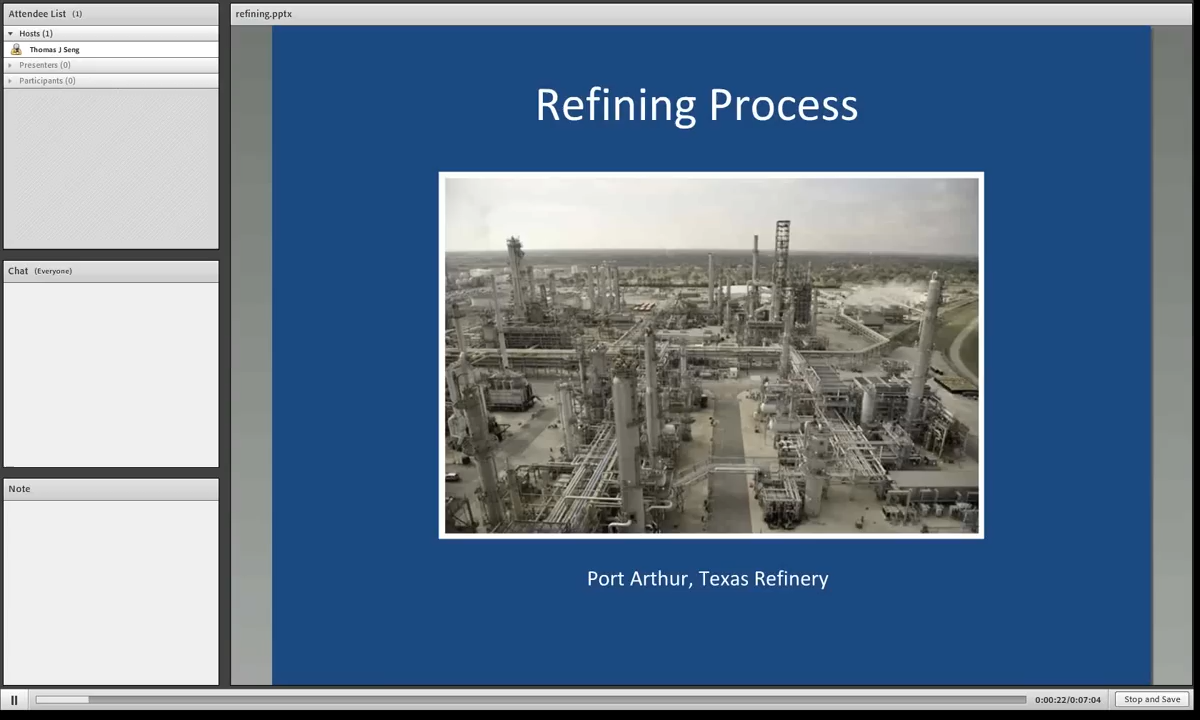 Attendee List (1)
Hosts (1)
Thomas J Seng
Presenters (0)
Participants (0)
Chat (Everyone)
Note
refining.pptx
Refining Process
Port Arthur, Texas Refinery
0:00:22/0:07:04
Stop and Save